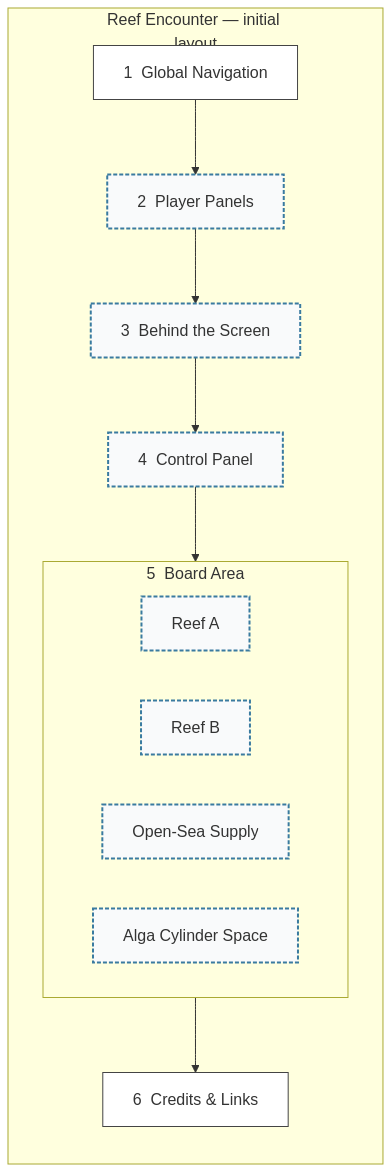 Reef Encounter — initial
layout
1  Global Navigation
2  Player Panels
3  Behind the Screen
4  Control Panel
5  Board Area
Reef A
Reef B
Open-Sea Supply
Alga Cylinder Space
6  Credits & Links